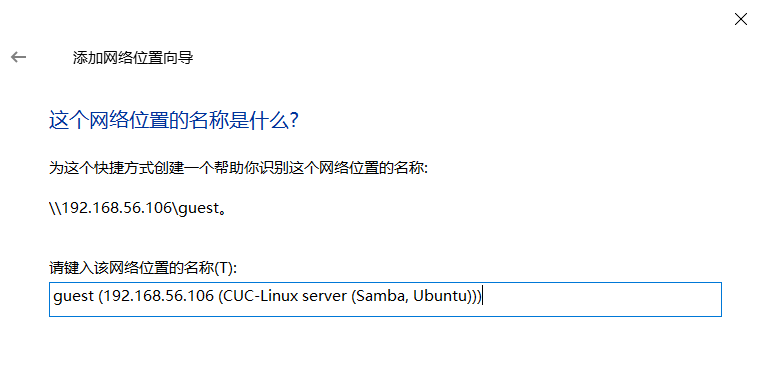 添加网络位置向导
这个网络位置的名称是什么?
为这个快捷方式创建一个帮助你识别这个网络位置的名称:
\\192.168.56.106\guest。
请键入该网络位置的名称(T):
guest (192.168.56.106 (CUC-Linux server (Samba, Ubuntu)))